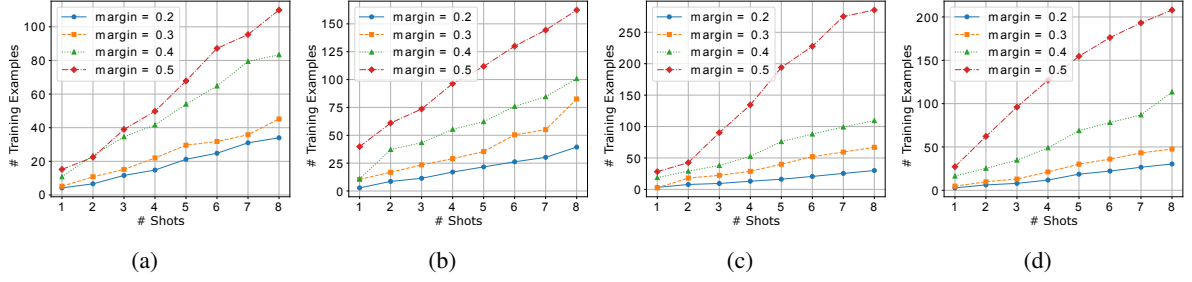 # Training Examples
100
80
60
40
20
0
margin = 0.2
margin = 0.3
margin = 0.4
margin = 0.5
1 2 3 4 5 6 7 8
# Shots
(a)
# Training Examples
150
125
100
75
50
25
0
margin = 0.2
margin = 0.3
margin = 0.4
margin = 0.5
1 2 3 4 5 6 7 8
# Shots
(b)
# Training Examples
250
200
150
100
50
0
margin = 0.2
margin = 0.3
margin = 0.4
margin = 0.5
1 2 3 4 5 6 7 8
# Shots
(c)
# Training Examples
200
150
100
50
0
margin = 0.2
margin = 0.3
margin = 0.4
margin = 0.5
1 2 3 4 5 6 7 8
# Shots
(d)